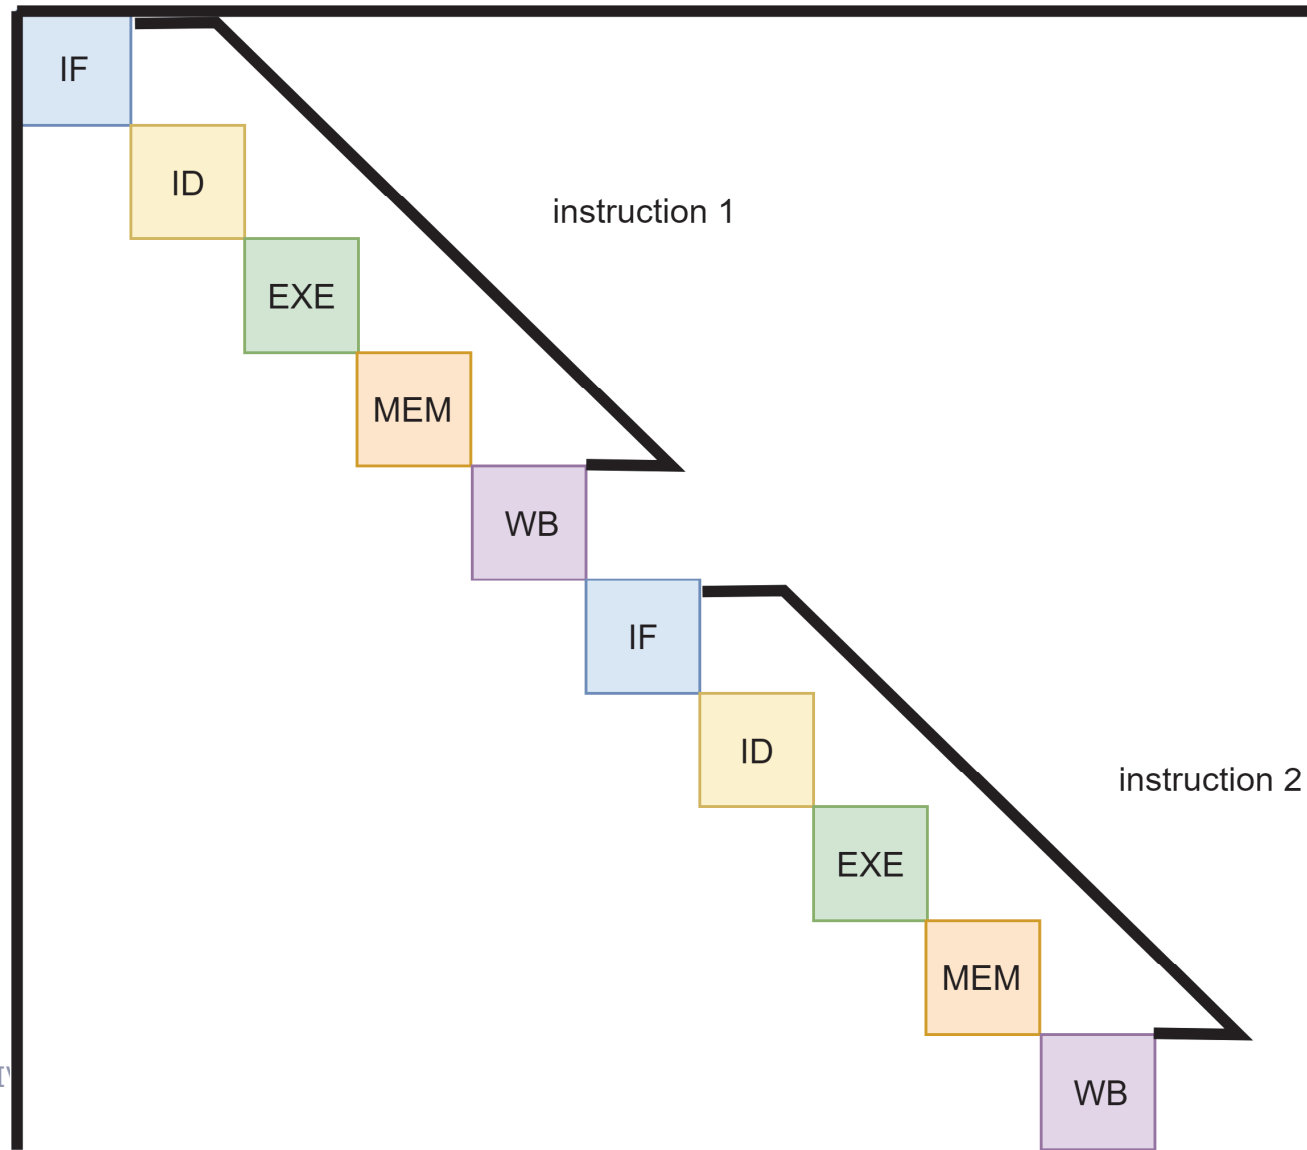 IF
ID
instruction 1
EXE
MEM
WB
IF
ID
instruction 2
EXE
MEM
WB